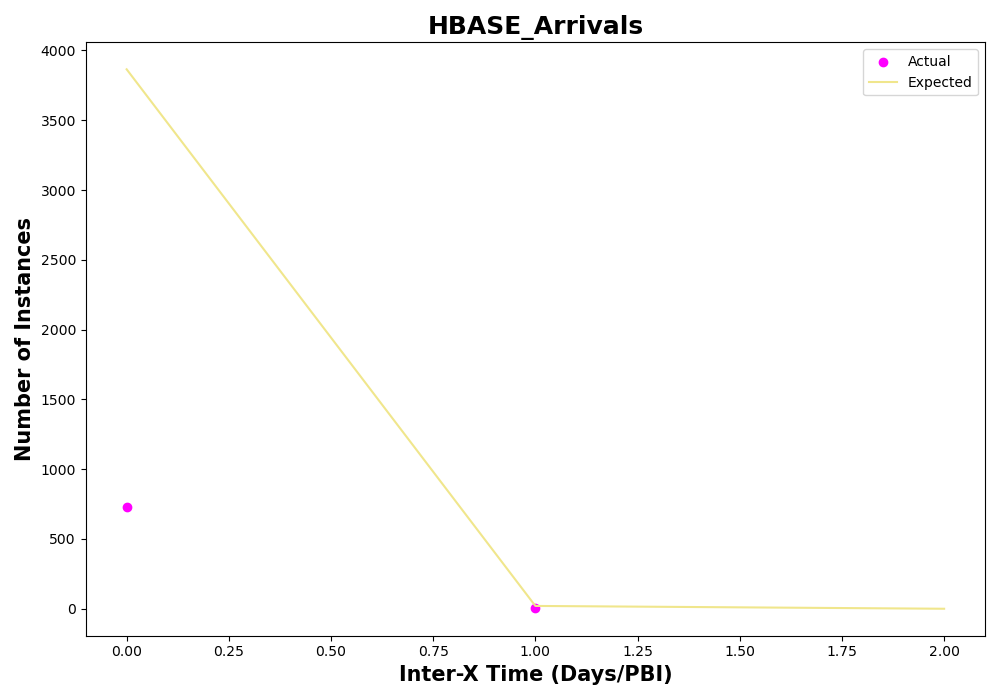 HBASE_Arrivals
Actual
Expected
4000
3500
3000
2500
2000
1500
1000
500
0
Number of Instances
0.00 0.25 0.50 0.75 1.00 1.25 1.50 1.75 2.00
Inter-X Time (Days/PBI)